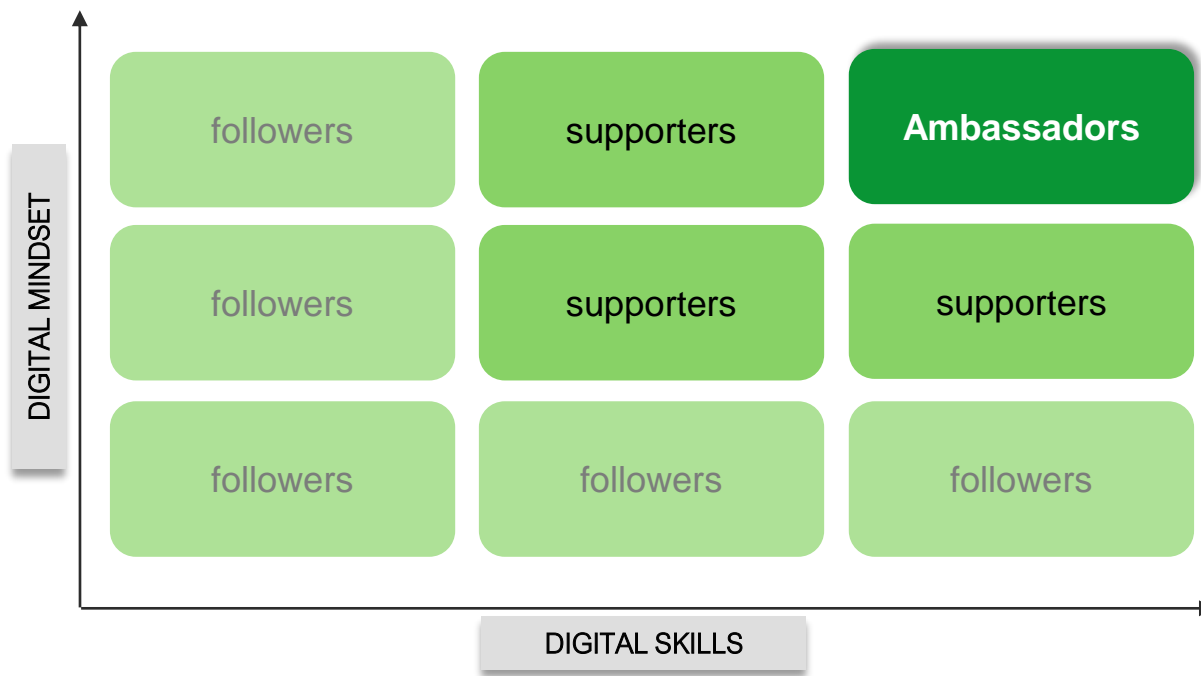 DIGITAL MINDSET
followers
supporters
Ambassadors
followers
supporters
supporters
followers
followers
followers
DIGITAL SKILLS